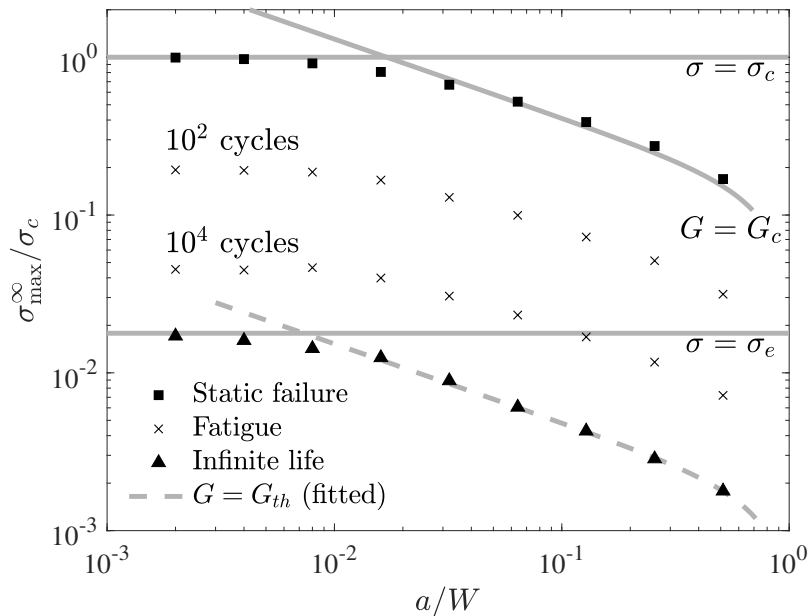 10^0
σ = σ_c
10^2 cycles
10^-1
G = G_c
10^4 cycles
σ^∞_max/σ_c
σ = σ_e
10^-2
Static failure
Fatigue
Infinite life
G = G_th (fitted)
10^-3
10^-3 10^-2 10^-1 10^0
a/W